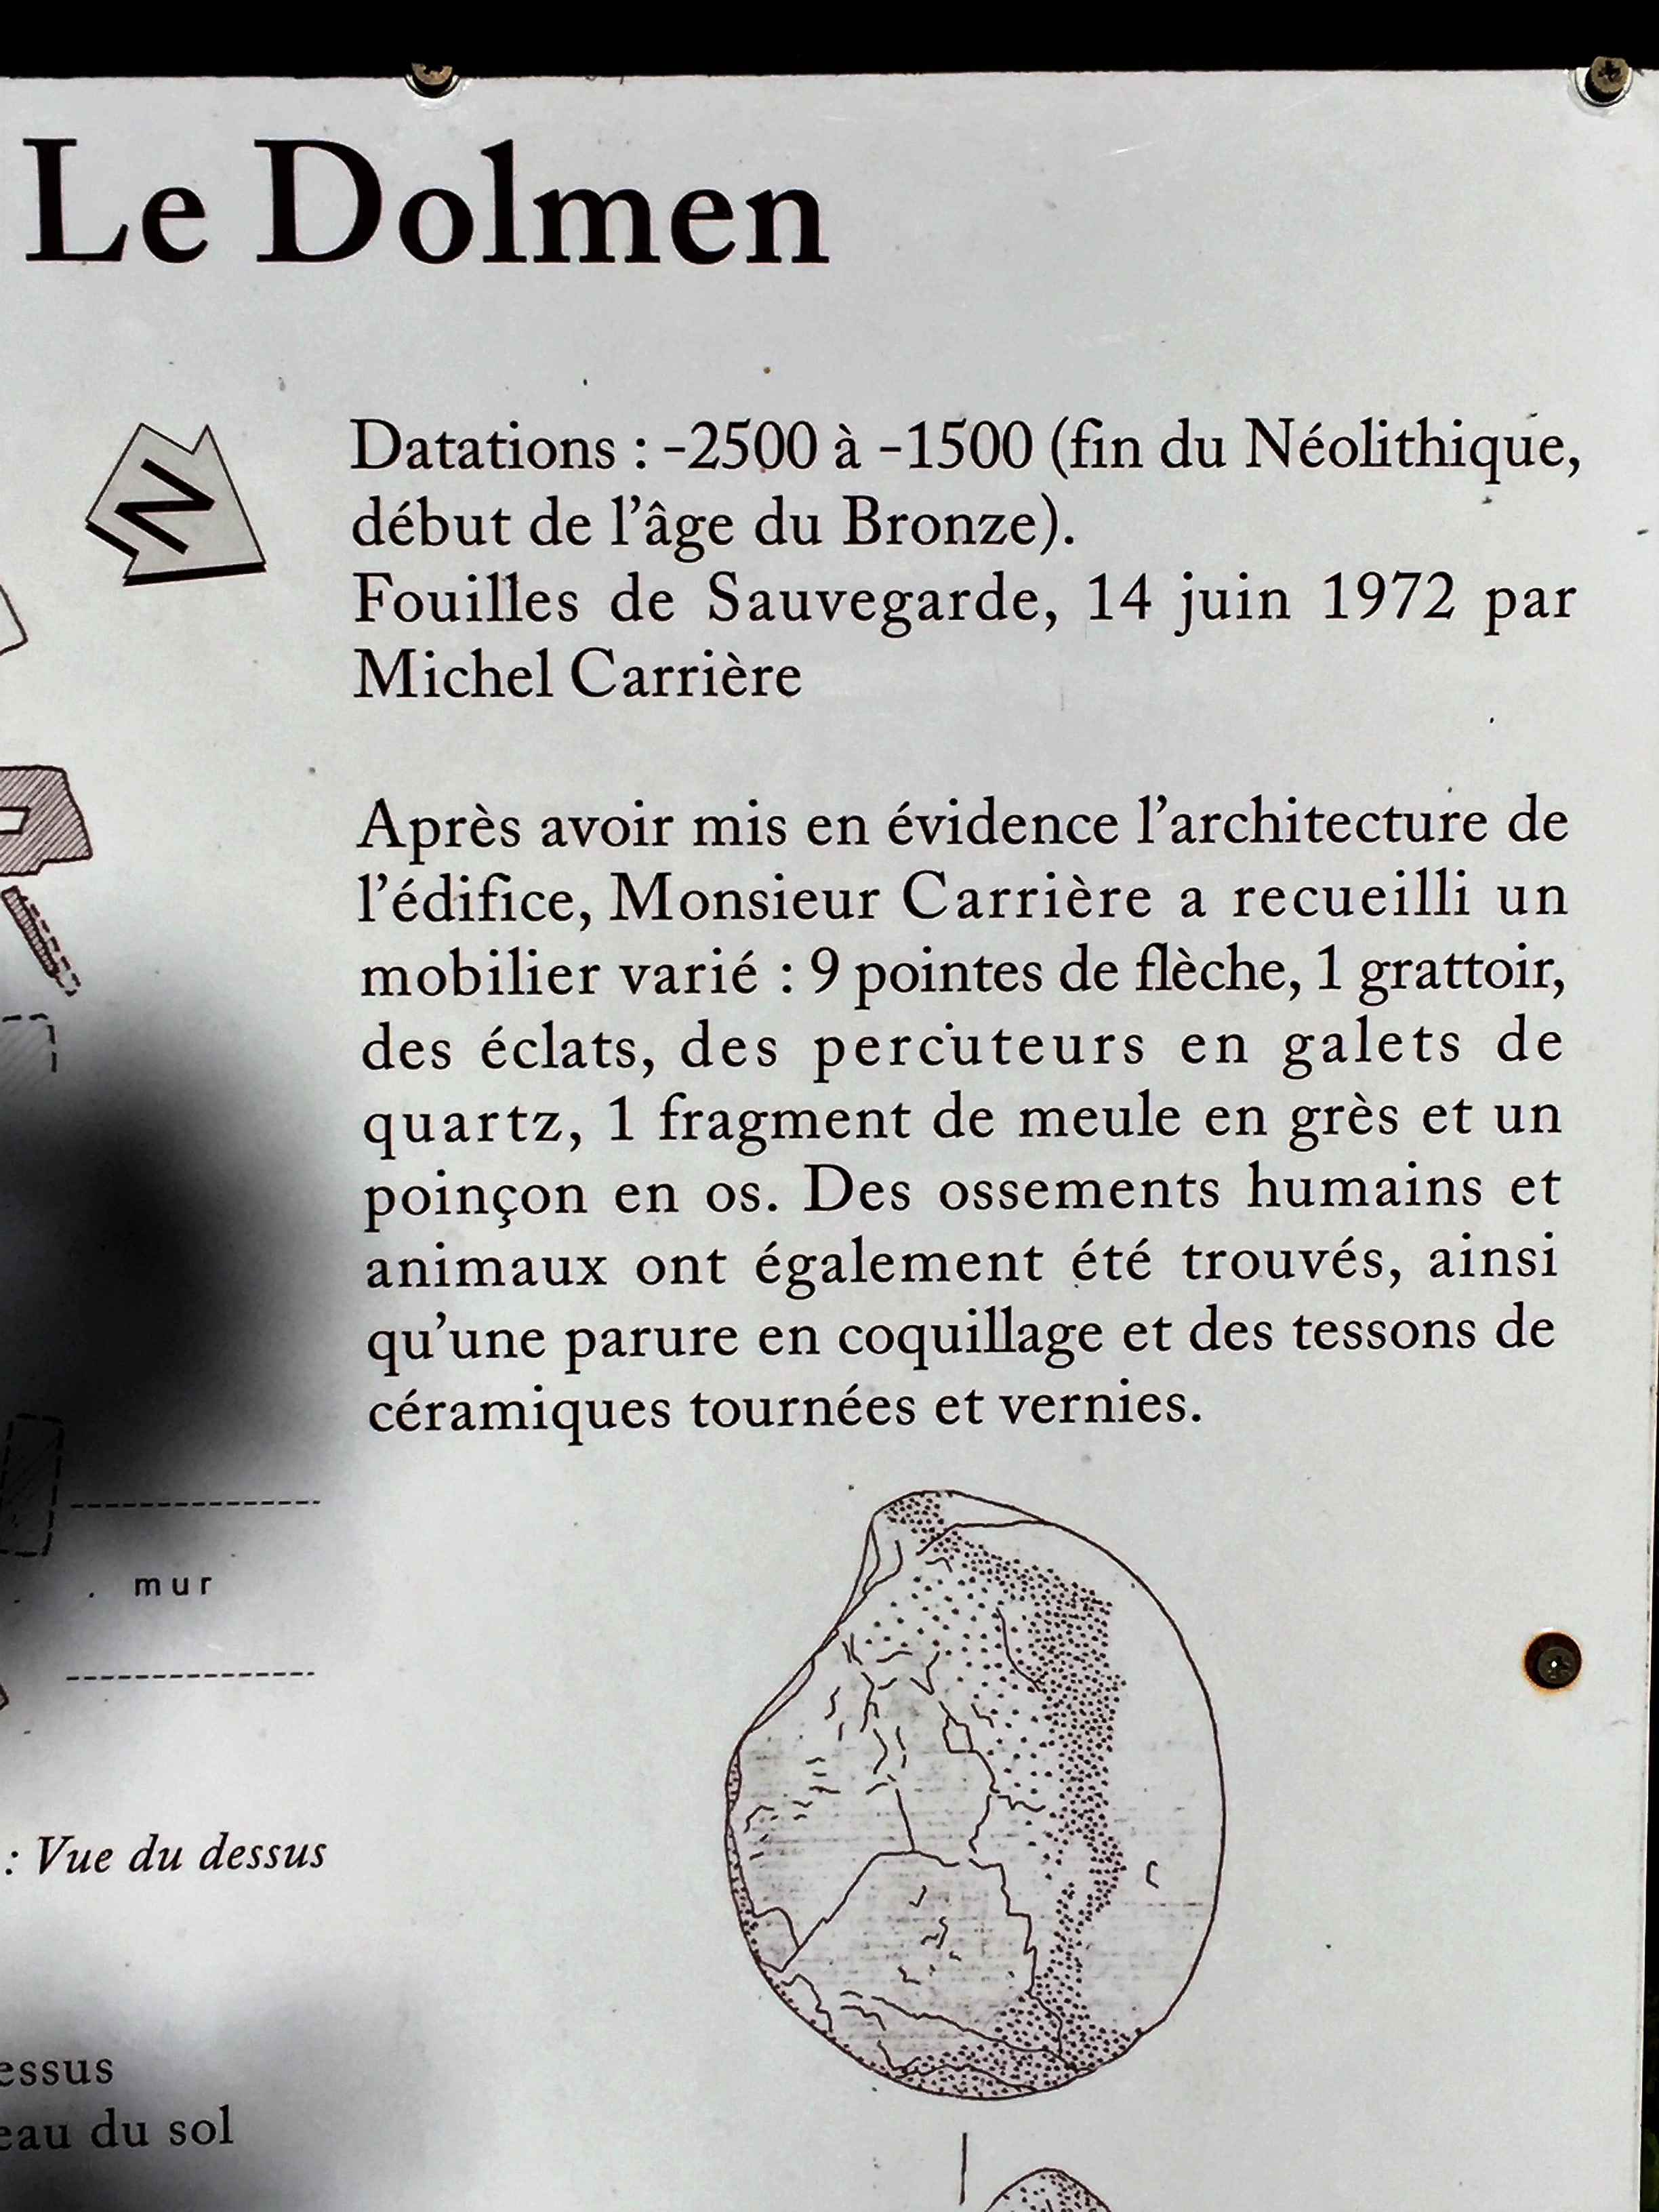 Le Dolmen
N
Datations : -2500 à -1500 (fin du Néolithique,
début de l'âge du Bronze).
Fouilles de Sauvegarde, 14 juin 1972 par
Michel Carrière
Après avoir mis en évidence l'architecture de
l'édifice, Monsieur Carrière a recueilli un
mobilier varié : 9 pointes de flèche, 1 grattoir,
des éclats, des percuteurs en galets de
quartz, 1 fragment de meule en grès et un
poinçon en os. Des ossements humains et
animaux ont également été trouvés, ainsi
qu'une parure en coquillage et des tessons de
céramiques tournées et vernies.
mur
: Vue du dessus
essus
eau du sol